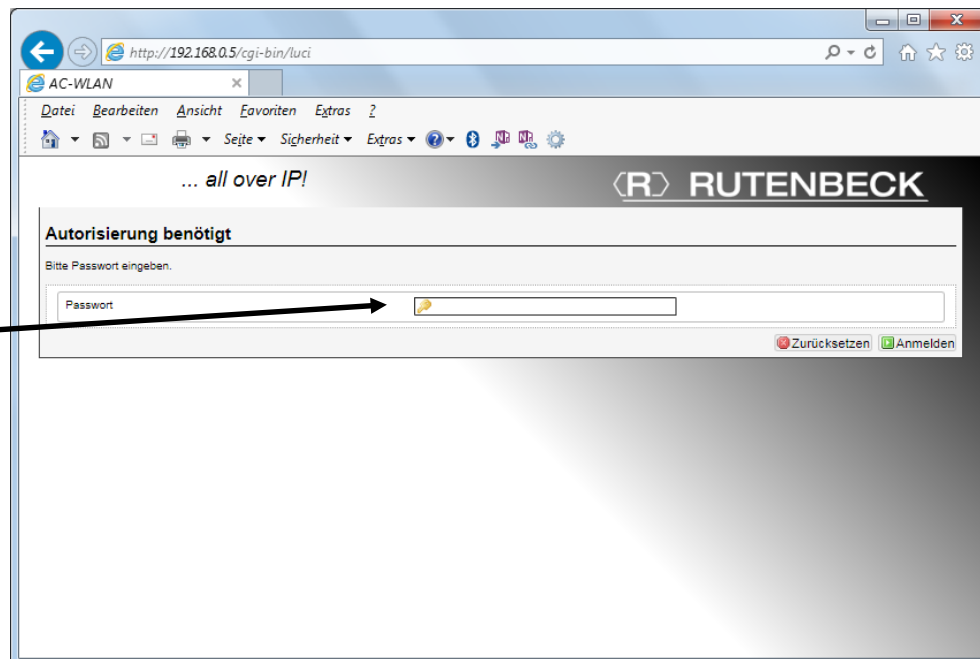 http://192.168.0.5/cgi-bin/luci
AC-WLAN
Datei Bearbeiten Ansicht Favoriten Extras ?
Seite Sicherheit Extras
... all over IP!
⟨R⟩ RUTENBECK
Autorisierung benötigt
Bitte Passwort eingeben.
Passwort
Zurücksetzen Anmelden